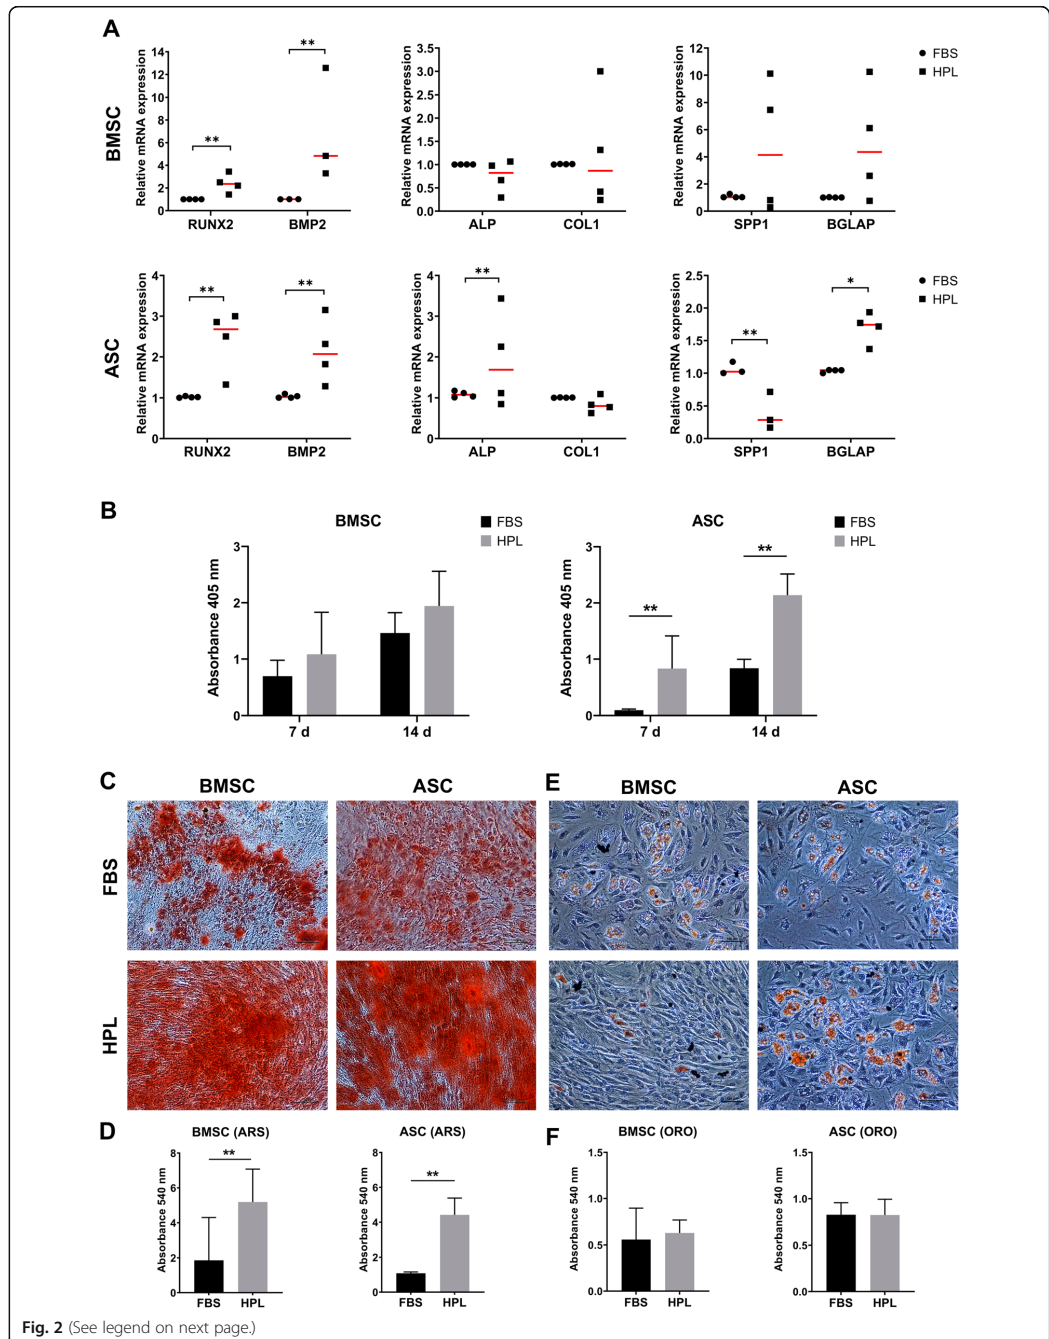 A
BMSC
Relative mRNA expression
14
12
10
8
6
4
2
0
**
**
RUNX2
BMP2
Relative mRNA expression
3.5
3.0
2.5
2.0
1.5
1.0
0.5
0.0
ALP
COL1
Relative mRNA expression
12
10
8
6
4
2
0
SPP1
BGLAP
FBS
HPL
ASC
Relative mRNA expression
4
3
2
1
0
**
**
RUNX2
BMP2
Relative mRNA expression
4
3
2
1
0
**
ALP
COL1
Relative mRNA expression
2.5
2.0
1.5
1.0
0.5
0.0
**
*
SPP1
BGLAP
FBS
HPL
B
BMSC
FBS
HPL
Absorbance 405 nm
3
2
1
0
7 d
14 d
ASC
FBS
HPL
Absorbance 405 nm
3
2
1
0
**
**
7 d
14 d
C
BMSC
ASC
E
BMSC
ASC
FBS
HPL
D
BMSC (ARS)
Absorbance 540 nm
8
6
4
2
0
**
FBS
HPL
ASC (ARS)
Absorbance 540 nm
8
6
4
2
0
**
FBS
HPL
F
BMSC (ORO)
Absorbance 540 nm
1.5
1.0
0.5
0.0
FBS
HPL
ASC (ORO)
Absorbance 540 nm
1.5
1.0
0.5
0.0
FBS
HPL
Fig. 2 (See legend on next page.)